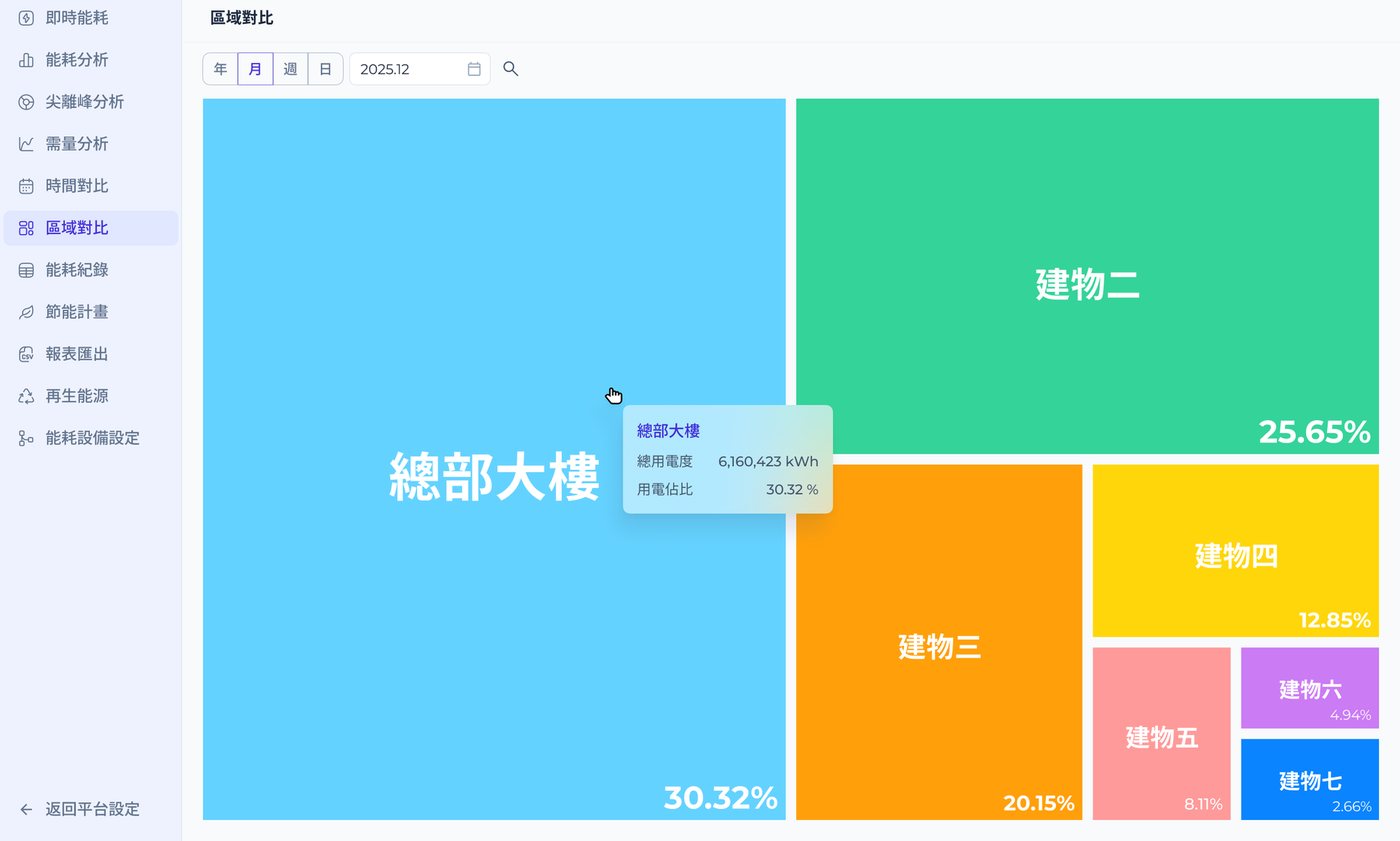 即時能耗
能耗分析
尖離峰分析
需量分析
時間對比
區域對比
能耗紀錄
節能計畫
報表匯出
再生能源
能耗設備設定
返回平台設定
區域對比
年 月 週 日 2025.12
總部大樓
30.32%
總部大樓
總用電度 6,160,423 kWh
用電佔比 30.32 %
建物二
25.65%
建物三
20.15%
建物四
12.85%
建物五
8.11%
建物六
4.94%
建物七
2.66%
CSV